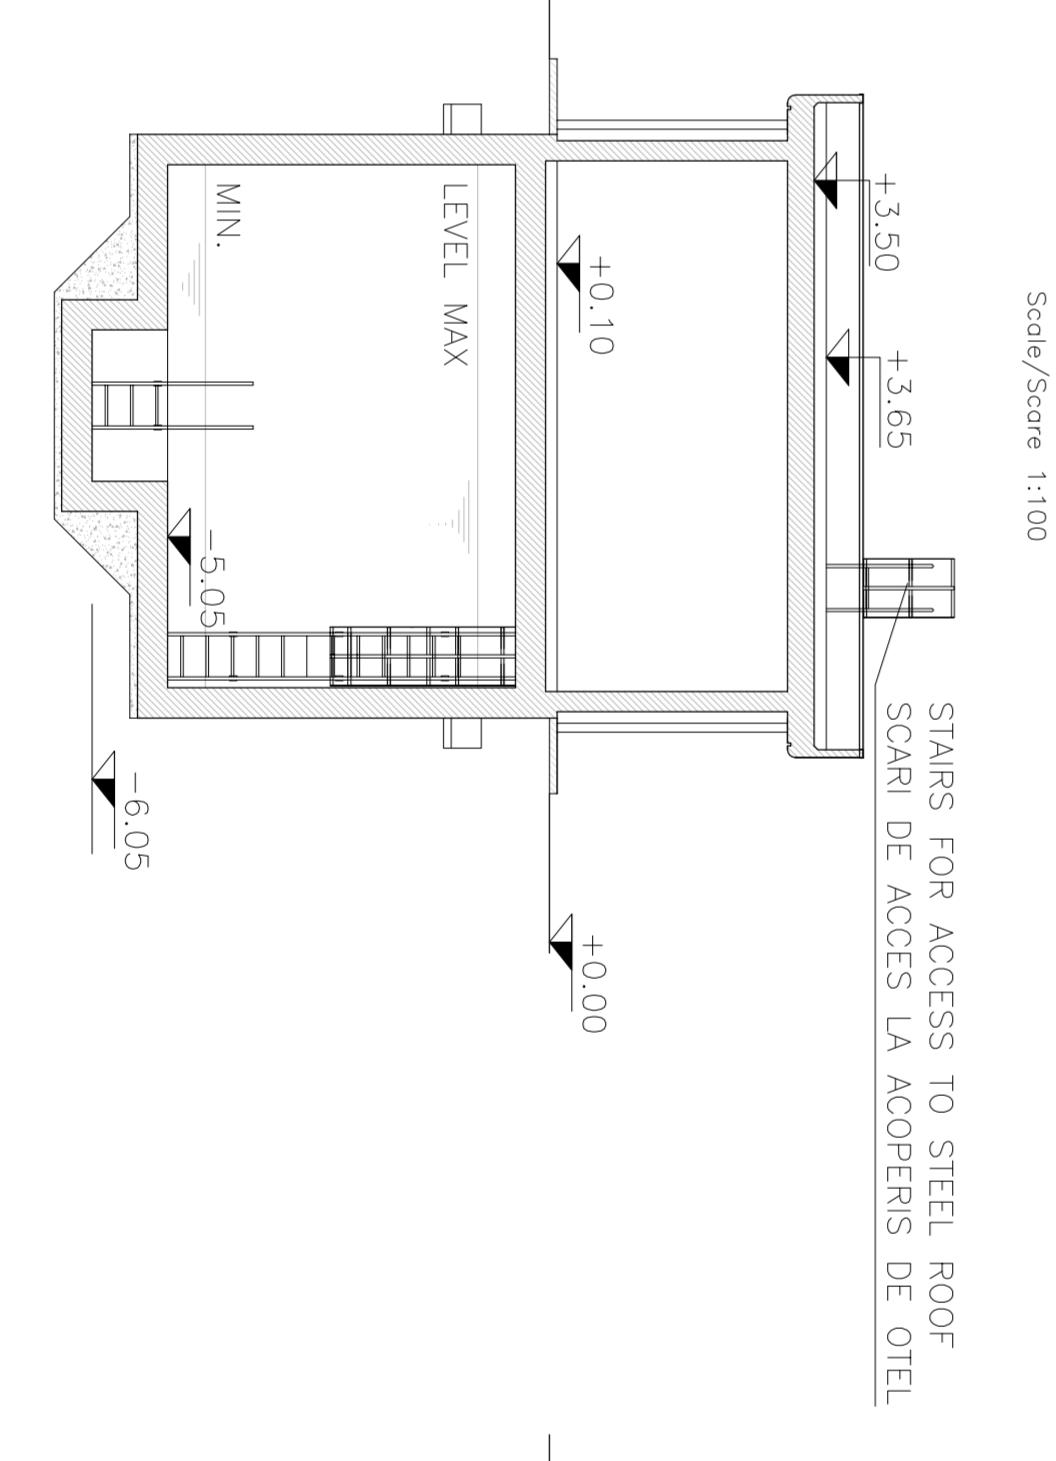 Scale/Scare 1:100
STAIRS FOR ACCESS TO STEEL ROOF
SCARI DE ACCES LA ACOPERIS DE OTEL
+3.65
+3.50
+0.10
+0.00
LEVEL MAX
MIN.
-5.05
-6.05